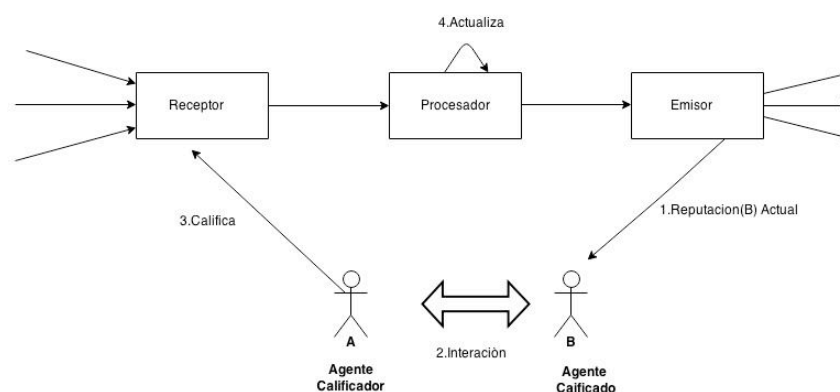 4.Actualiza
Receptor
Procesador
Emisor
3.Califica
1.Reputacion(B) Actual
2.Interaciòn
A
B
Agente
Calificador
Agente
Caificado